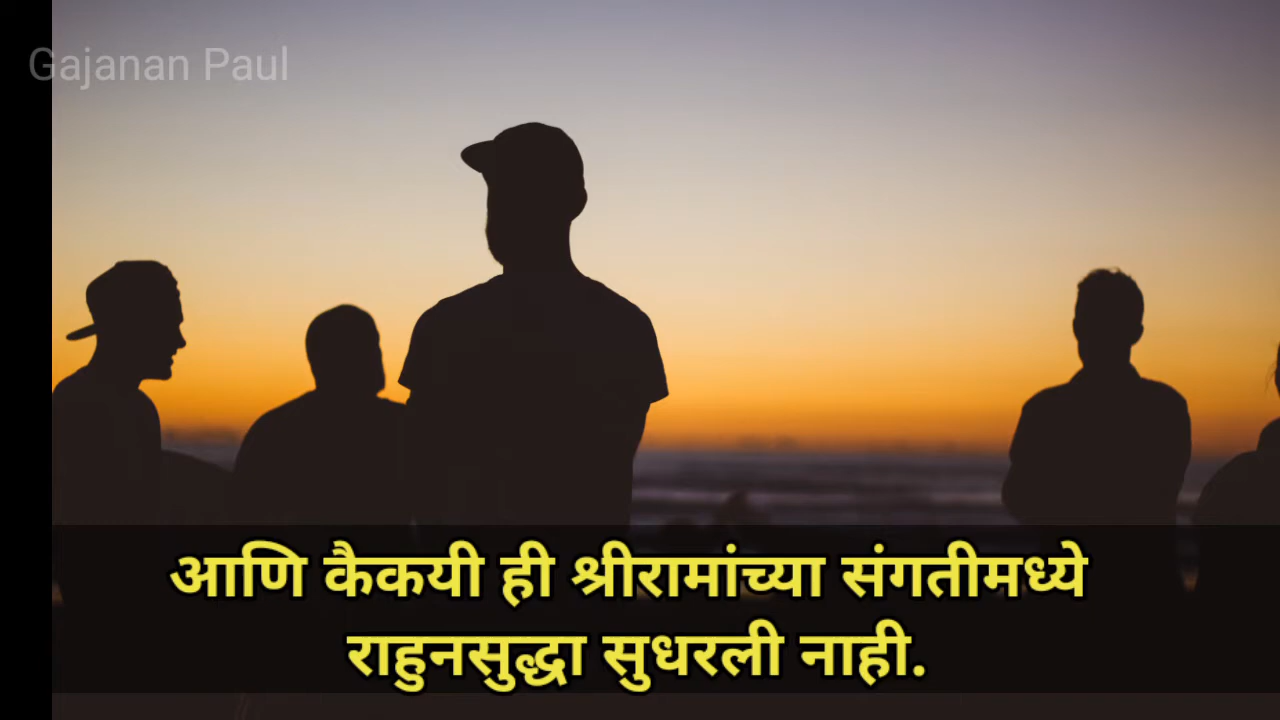 Gajanan Paul
आणि कैकयी ही श्रीरामांच्या संगतीमध्ये
राहुनसुद्धा सुधरली नाही.